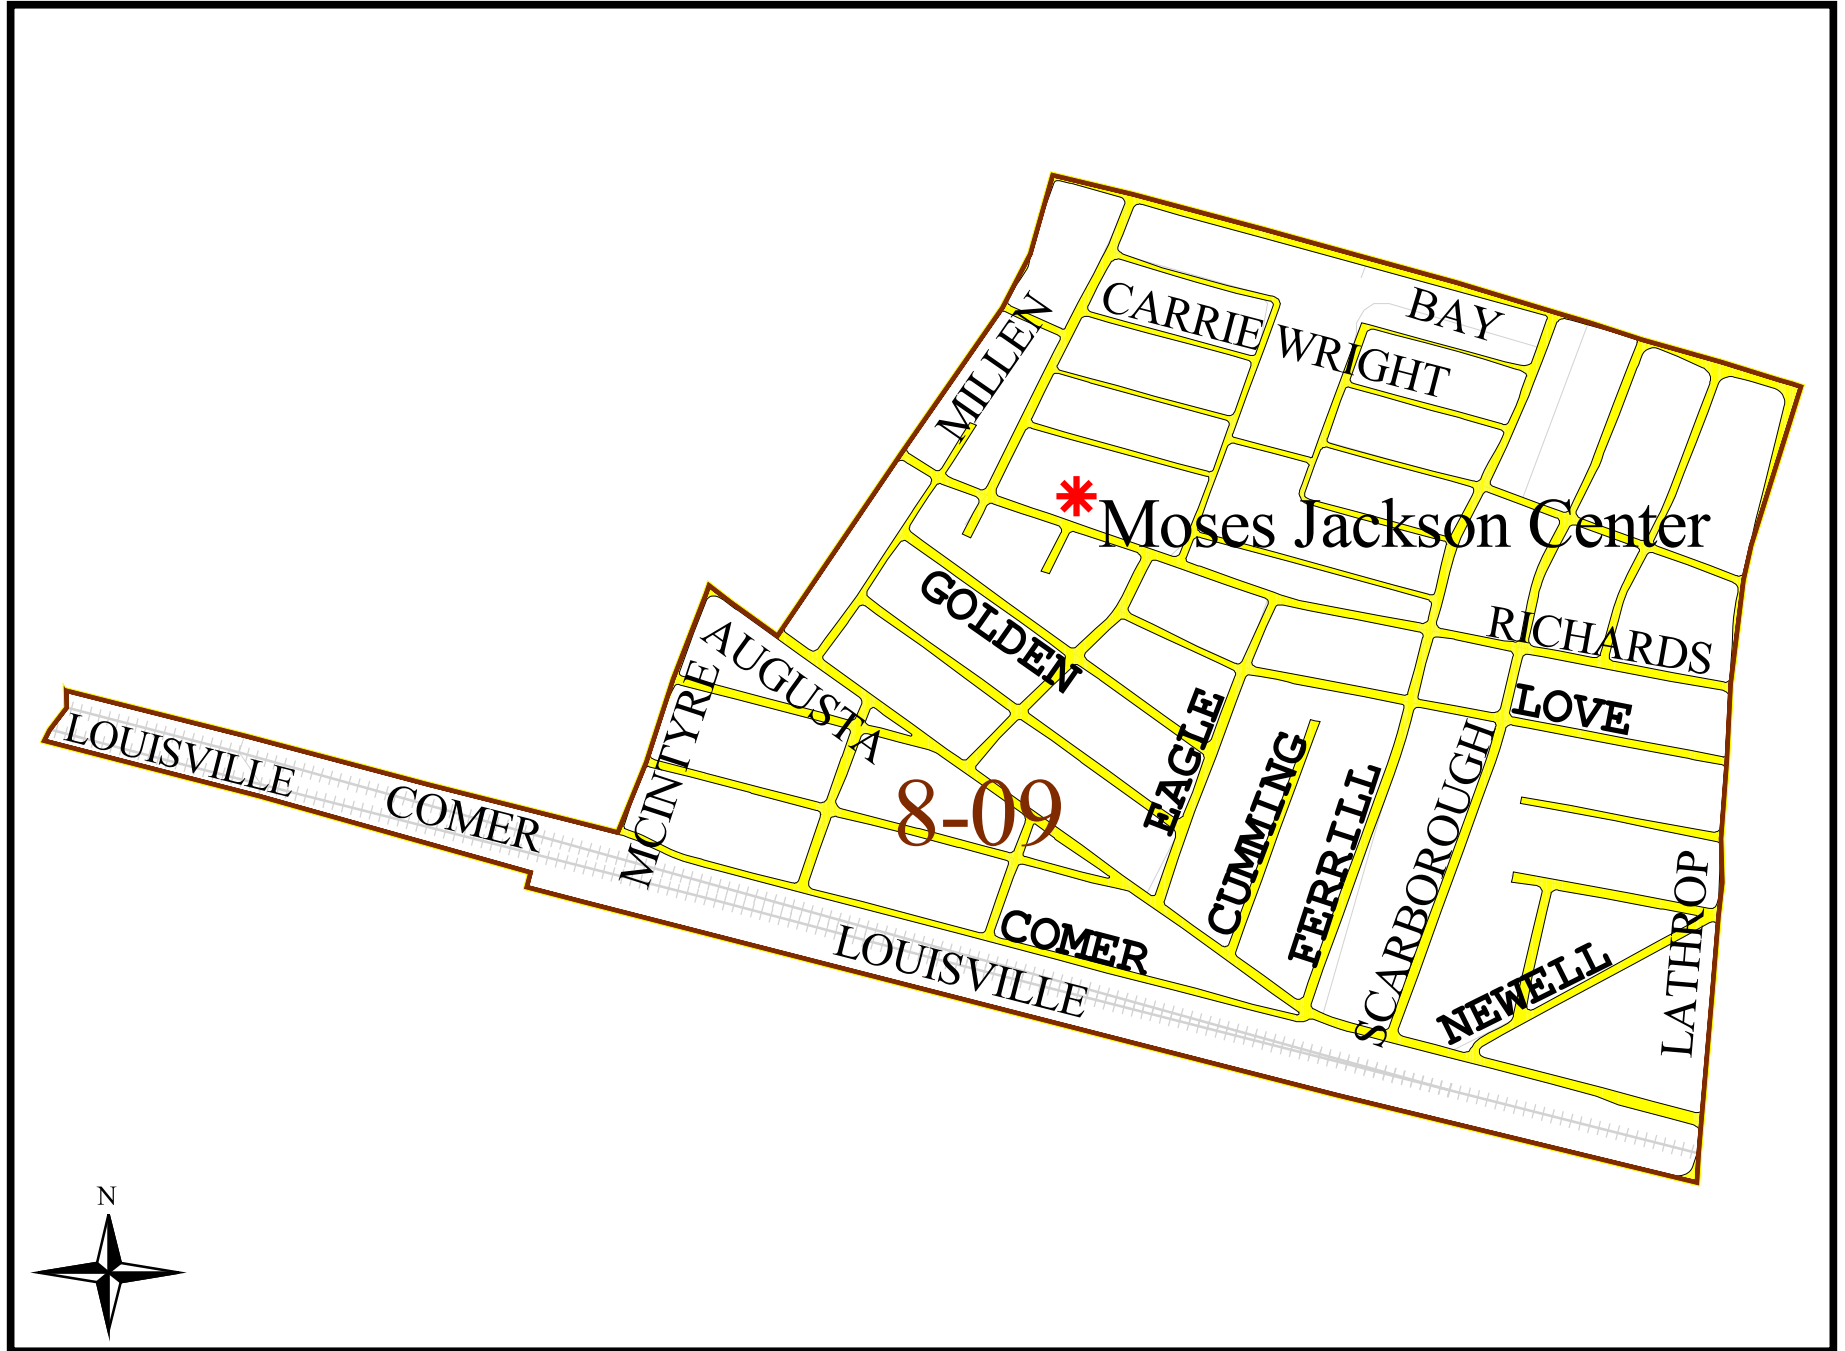 BAY
CARRIE WRIGHT
MILLEN
Moses Jackson Center
GOLDEN
RICHARDS
AUGUSTA
MCINTYRE
LOVE
EAGLE
CUMMING
FERRILL
SCARBOROUGH
LOUISVILLE
COMER
8-09
COMER
LOUISVILLE
NEWELL
LATHROP
N